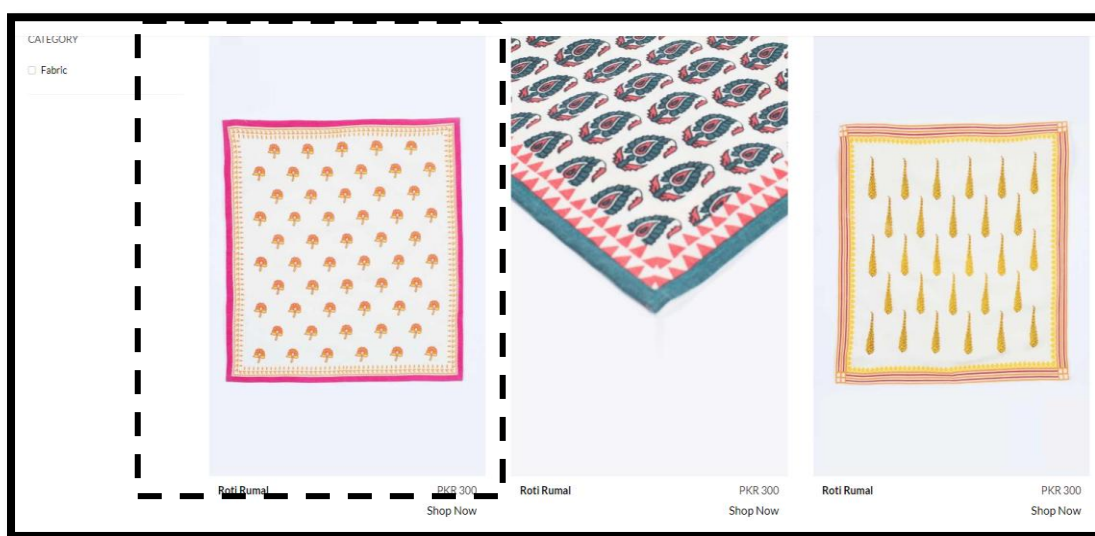 CATEGORY
Fabric
Roti Rumal PKR 300
Shop Now
Roti Rumal PKR 300
Shop Now
Roti Rumal PKR 300
Shop Now